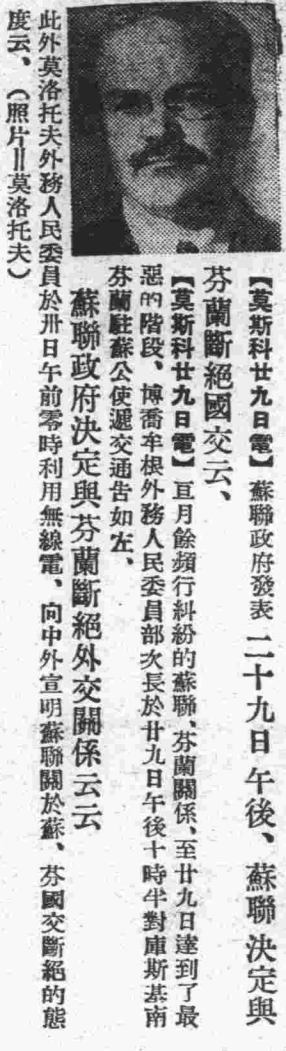 【莫斯科廿九日電】蘇聯政府發表二十九日午後、蘇聯決定與
芬蘭斷絕國交云、
【莫斯科廿九日電】亘月餘頻行糾紛的蘇聯、芬蘭關係、至廿九日達到了最
惡的階段、博喬牟根外務人民委員部次長於廿九日午後十時半對庫斯基南
芬蘭駐蘇公使遞交通告如左、
蘇聯政府決定與芬蘭斷絕外交關係云云
此外莫洛托夫外務人民委員於卅日午前零時利用無線電、向中外宣明蘇聯關於蘇、芬國交斷絕的態
度云、(照片=莫洛托夫)